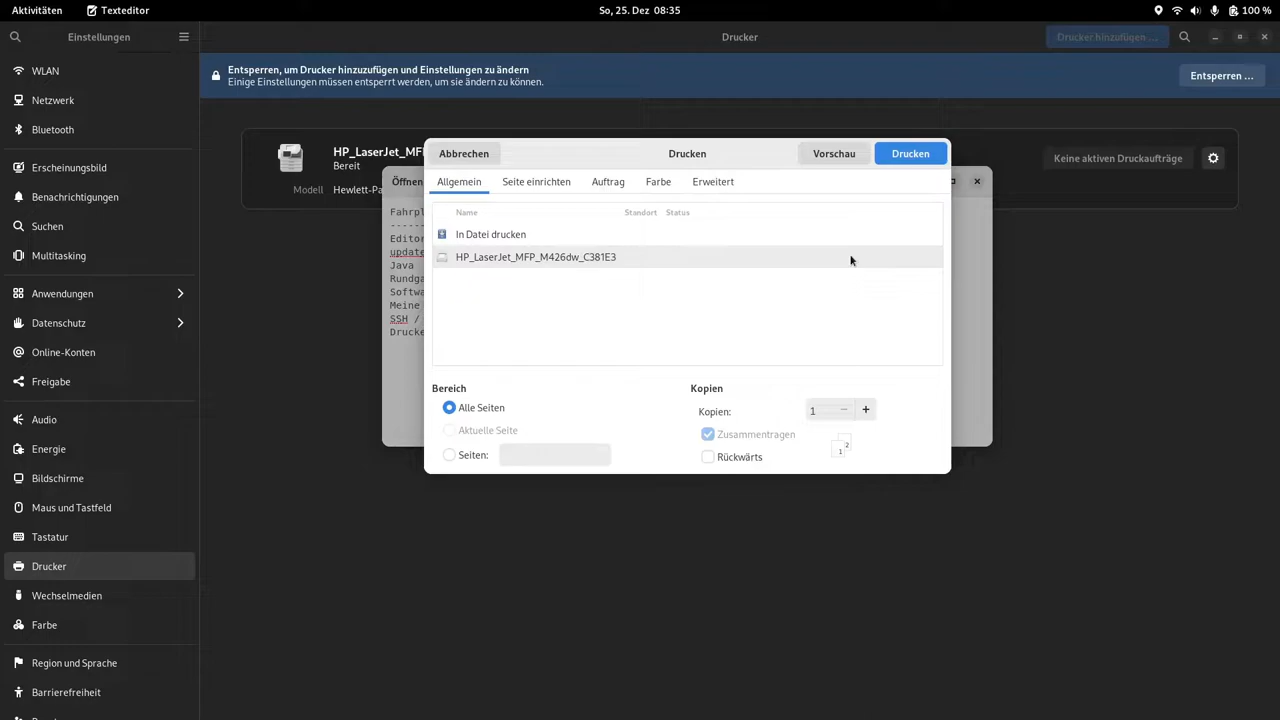 Aktivitäten
Texteditor
So, 25. Dez 08:35
100 %
Einstellungen
Drucker
Drucker hinzufügen …
Entsperren, um Drucker hinzuzufügen und Einstellungen zu ändern
Einige Einstellungen müssen entsperrt werden, um sie ändern zu können.
Entsperren …
WLAN
Netzwerk
Bluetooth
Erscheinungsbild
Benachrichtigungen
Suchen
Multitasking
Anwendungen
Datenschutz
Online-Konten
Freigabe
Audio
Energie
Bildschirme
Maus und Tastfeld
Tastatur
Drucker
Wechselmedien
Farbe
Region und Sprache
Barrierefreiheit
HP_LaserJet_MF
Bereit
Modell
Hewlett-Pa
Keine aktiven Druckaufträge
Öffnen
Fahrpl
--------
Editor
update
Java
Rundga
Softwa
Meine
SSH /
Drucke
Abbrechen
Drucken
Vorschau
Drucken
Allgemein
Seite einrichten
Auftrag
Farbe
Erweitert
Name
Standort
Status
In Datei drucken
HP_LaserJet_MFP_M426dw_C381E3
Bereich
Alle Seiten
Aktuelle Seite
Seiten:
Kopien
Kopien:
1
Zusammentragen
Rückwärts
2
1